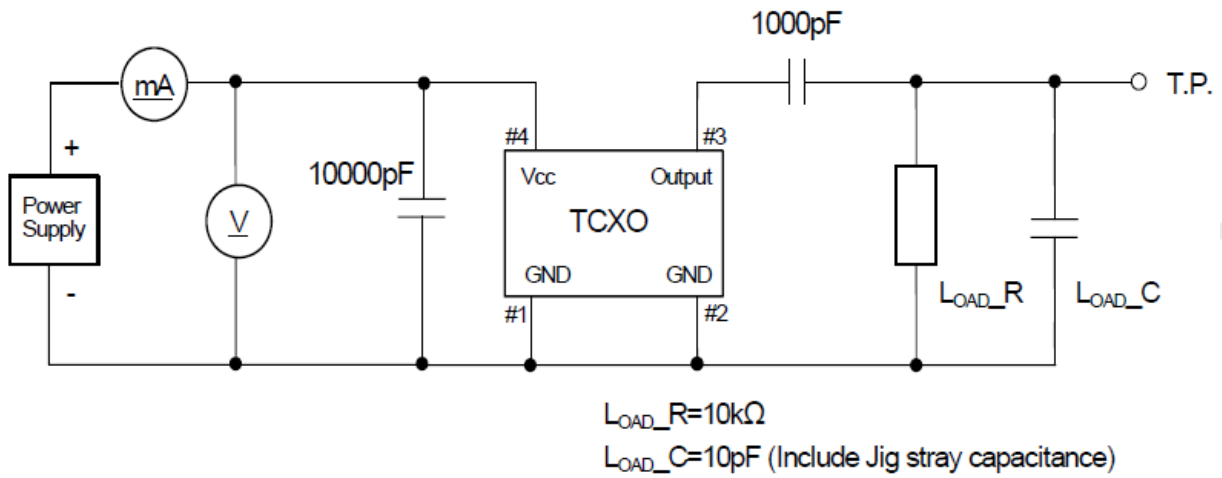 1000pF
mA
T.P.
+
#4
#3
10000pF
Vcc
Output
Power
Supply
V
TCXO
GND
GND
-
#1
#2
LOAD_R
LOAD_C
LOAD_R=10kΩ
LOAD_C=10pF (Include Jig stray capacitance)